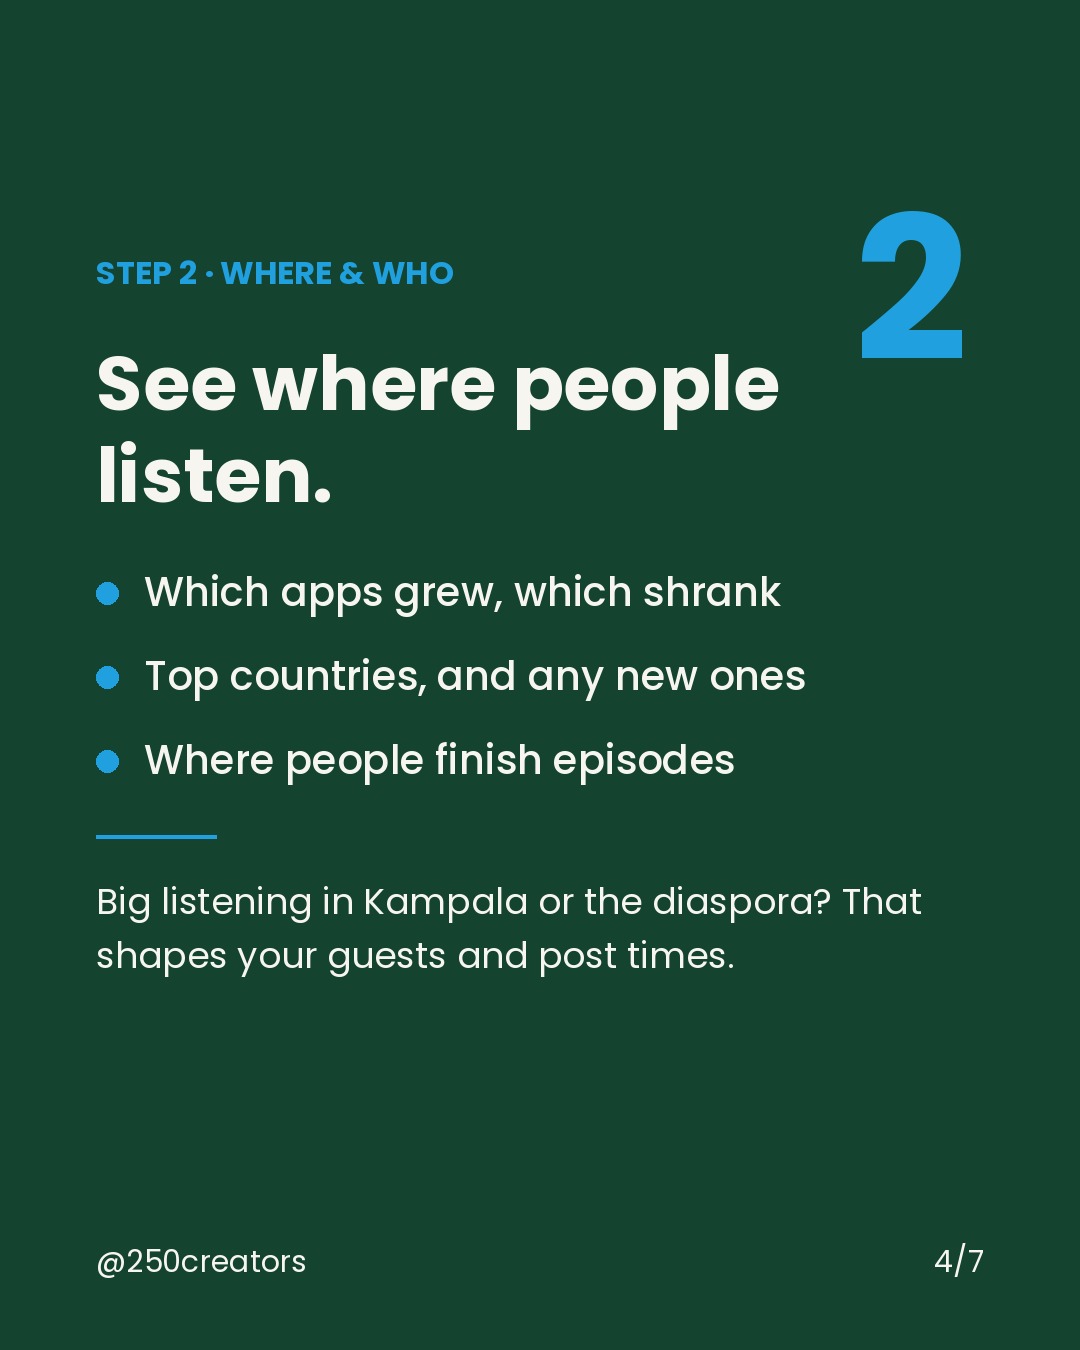 STEP 2 · WHERE & WHO
2
See where people
listen.
Which apps grew, which shrank
Top countries, and any new ones
Where people finish episodes
Big listening in Kampala or the diaspora? That
shapes your guests and post times.
@250creators
4/7